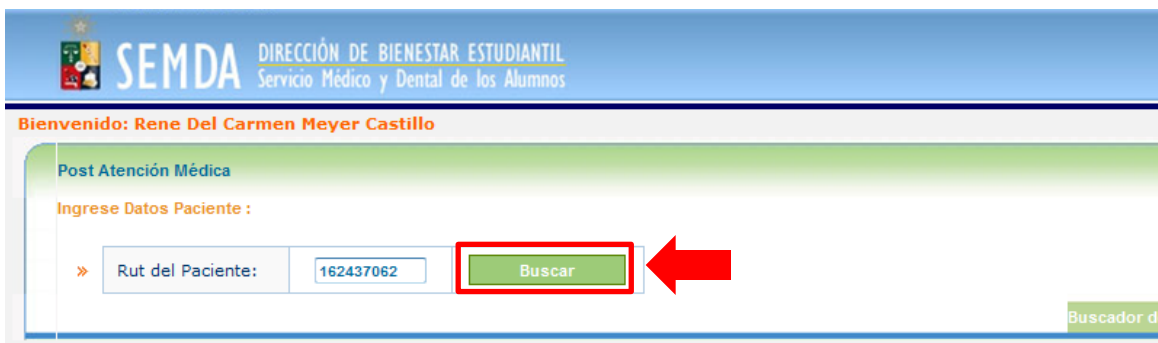 SEMDA DIRECCIÓN DE BIENESTAR ESTUDIANTIL
Servicio Médico y Dental de los Alumnos
Bienvenido: Rene Del Carmen Meyer Castillo
Post Atención Médica
Ingrese Datos Paciente :
» Rut del Paciente: 162437062 Buscar
Buscador d